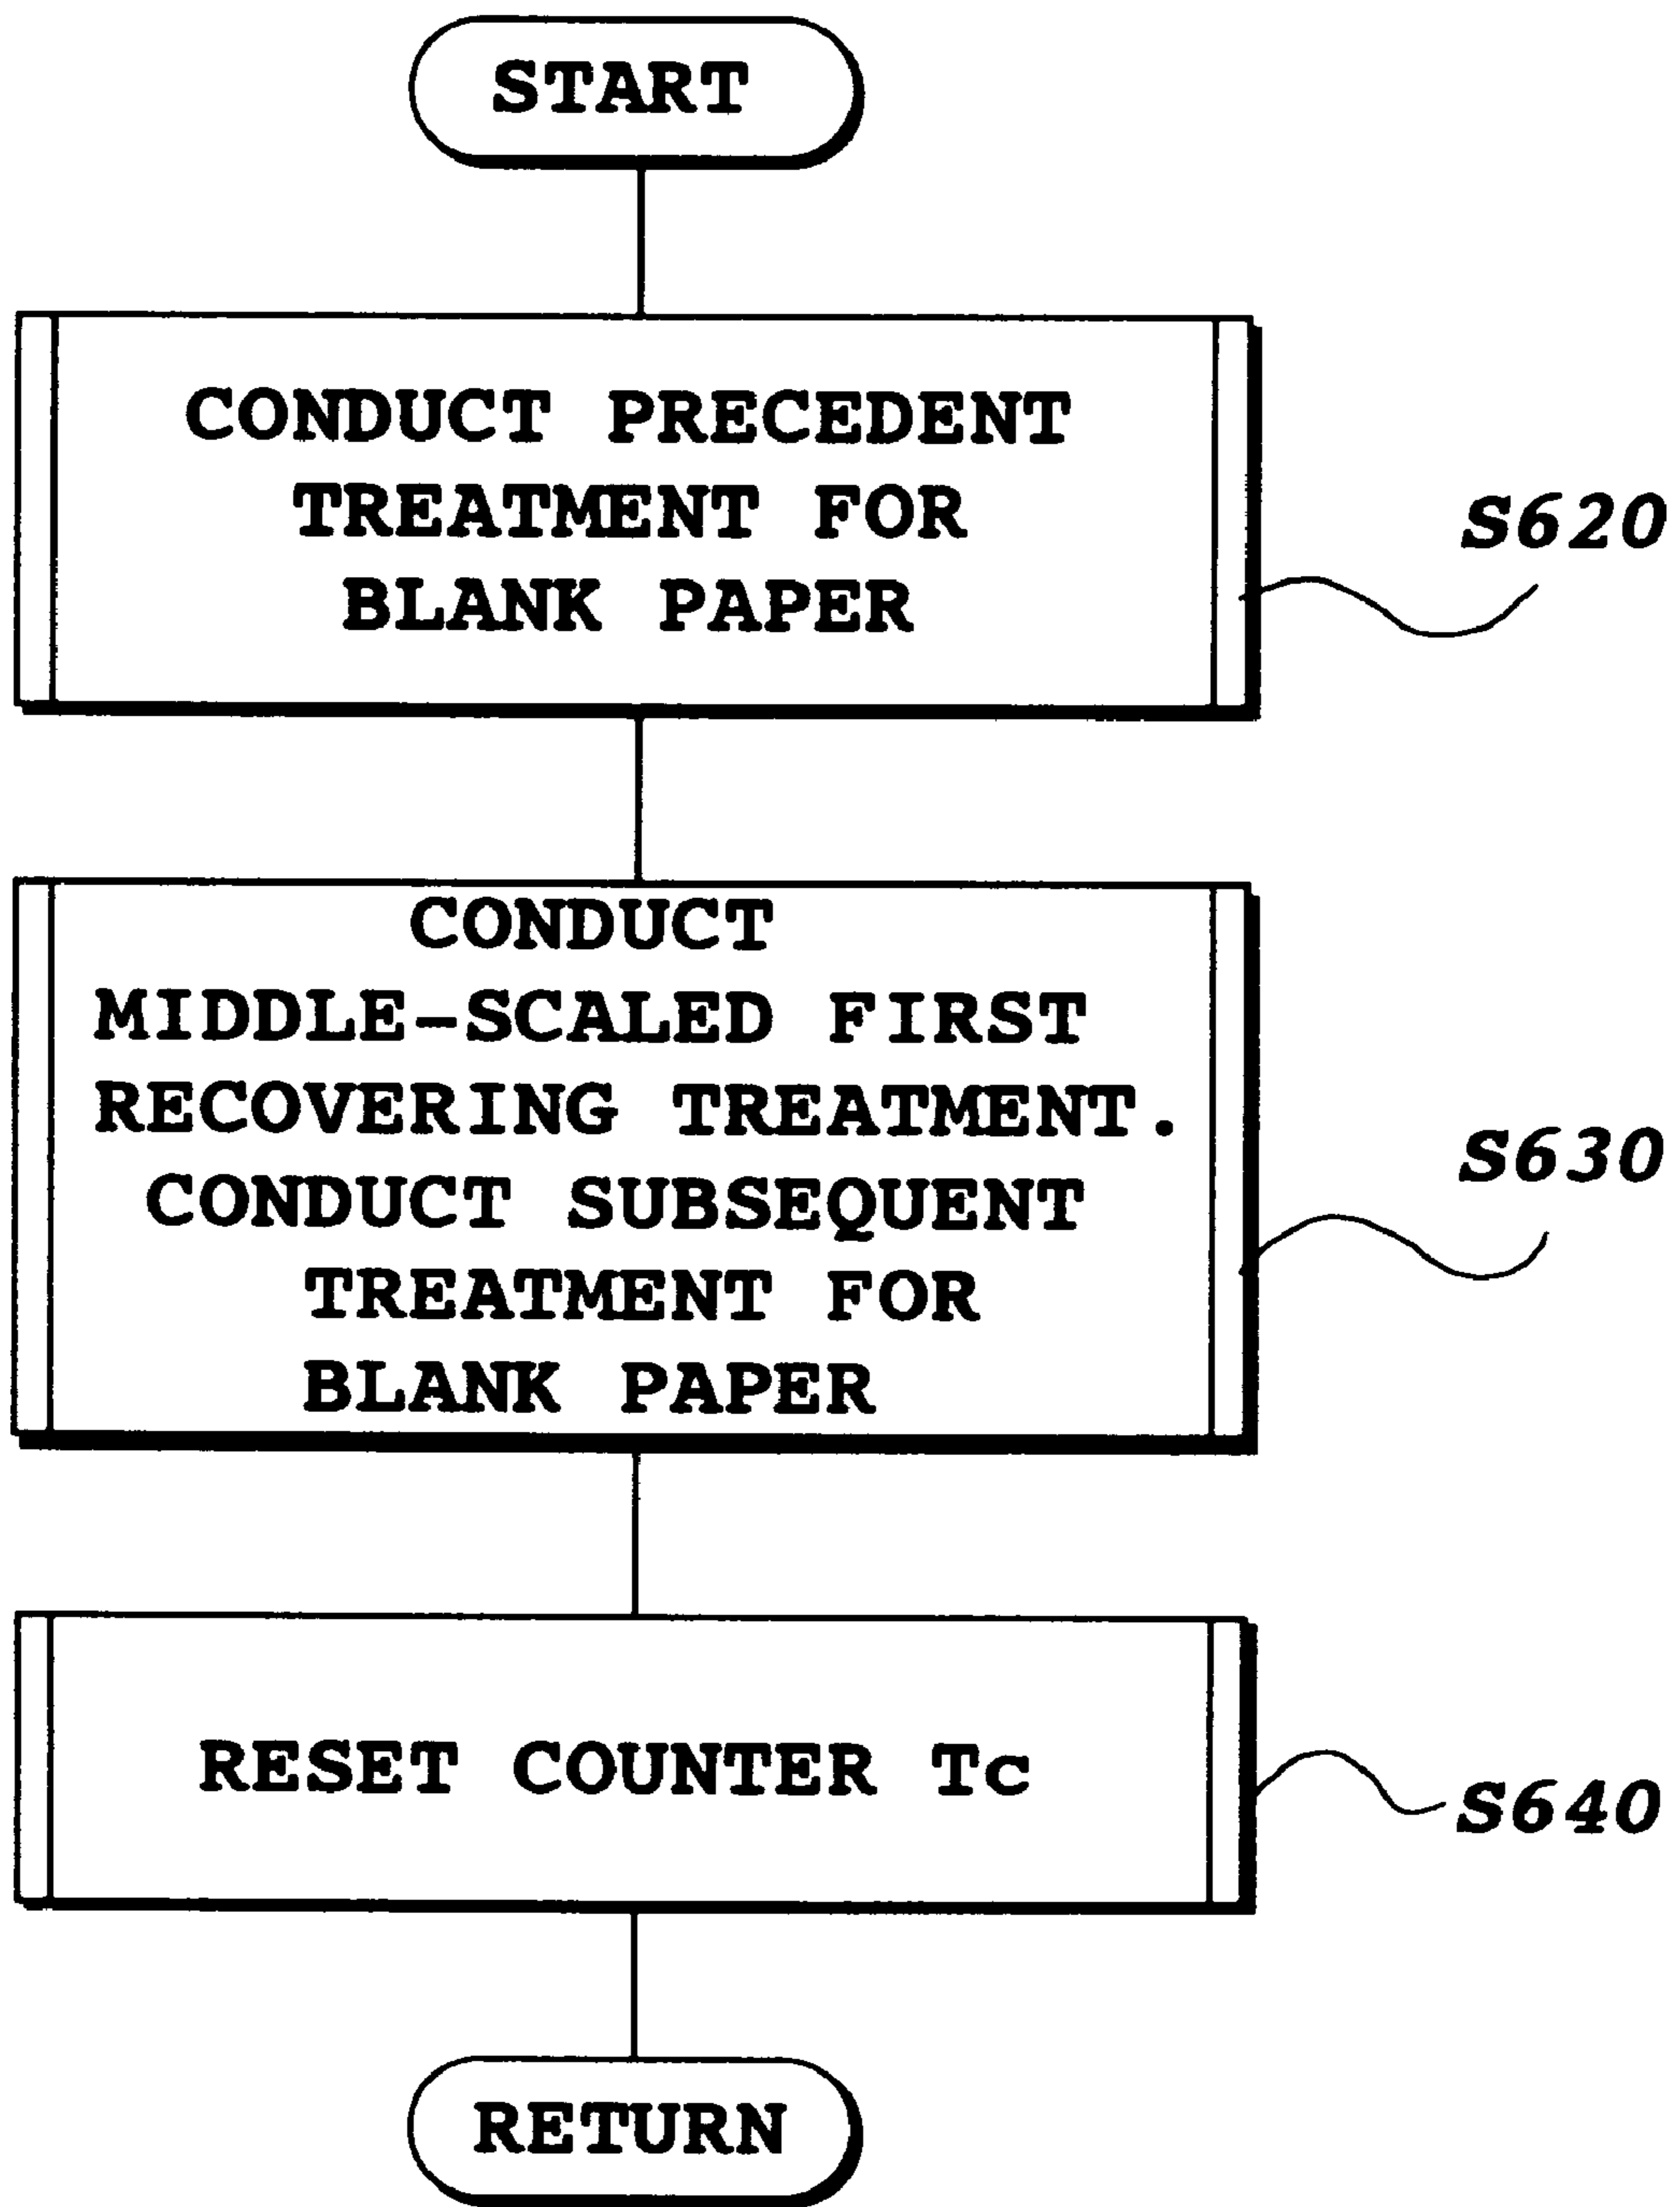 START
CONDUCT PRECEDENT
TREATMENT FOR
BLANK PAPER
S620
CONDUCT
MIDDLE-SCALED FIRST
RECOVERING TREATMENT.
CONDUCT SUBSEQUENT
TREATMENT FOR
BLANK PAPER
S630
RESET COUNTER Tc
S640
RETURN